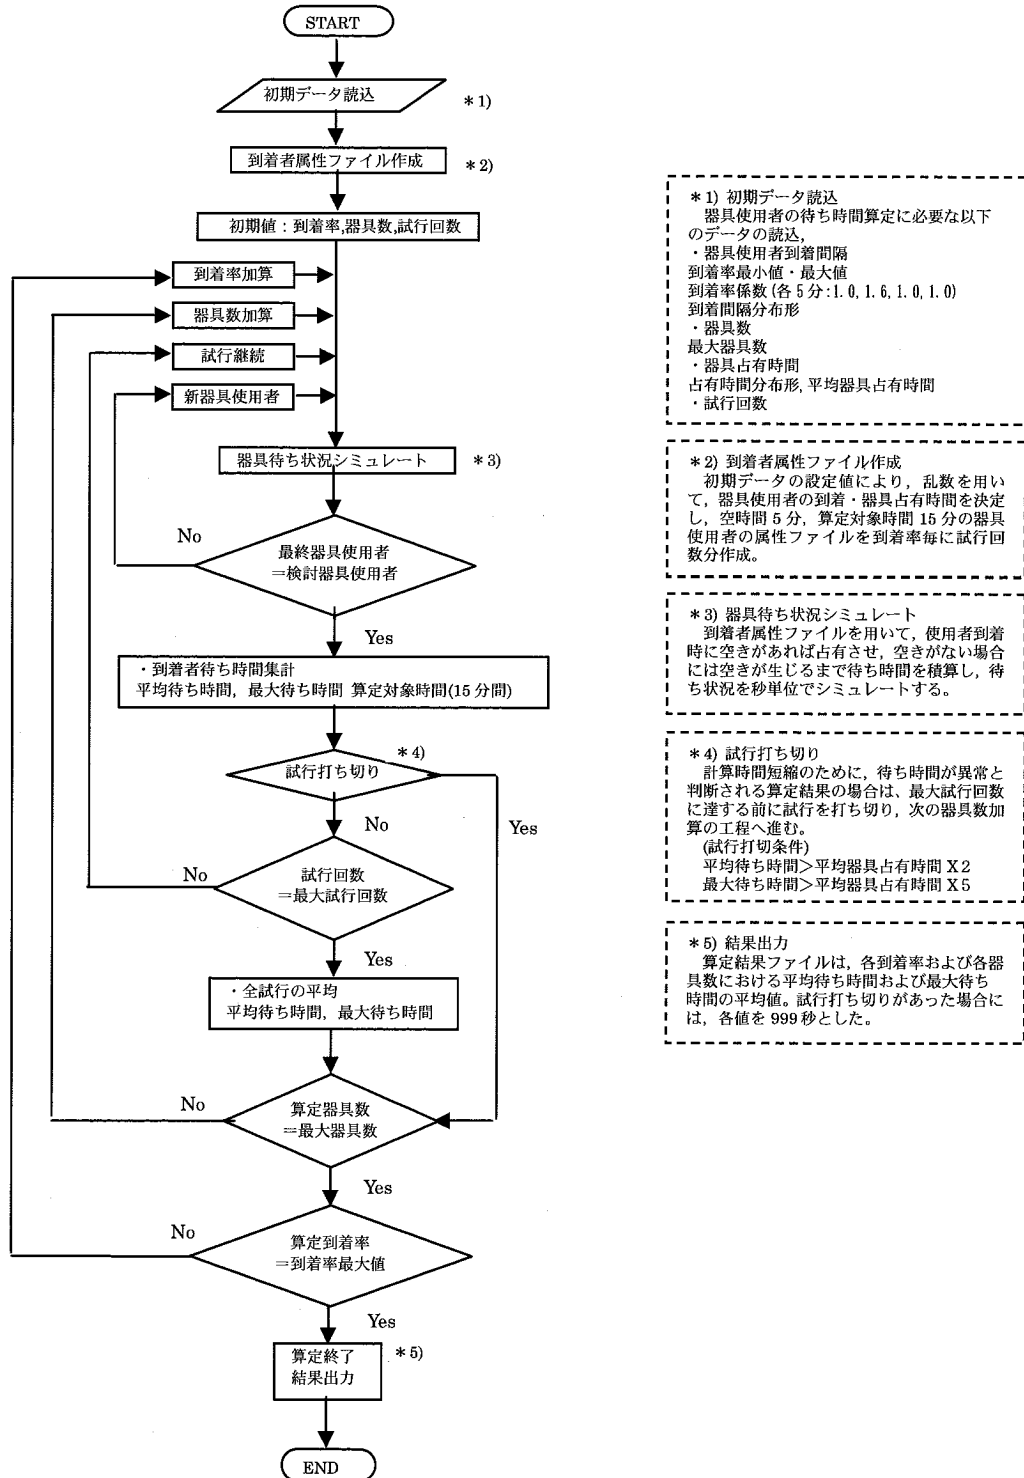 START
初期データ読込
＊1)
到着者属性ファイル作成
＊2)
初期値：到着率,器具数,試行回数
到着率加算
器具数加算
試行継続
新器具使用者
器具待ち状況シミュレート
＊3)
No
最終器具使用者
＝検討器具使用者
Yes
・到着者待ち時間集計
平均待ち時間，最大待ち時間 算定対象時間(15分間)
＊4)
試行打ち切り
No
Yes
No
試行回数
＝最大試行回数
Yes
・全試行の平均
平均待ち時間，最大待ち時間
No
算定器具数
＝最大器具数
Yes
No
算定到着率
＝到着率最大値
Yes
算定終了
結果出力
＊5)
END
＊1) 初期データ読込
器具使用者の待ち時間算定に必要な以下
のデータの読込，
・器具使用者到着間隔
到着率最小値・最大値
到着率係数(各5分:1.0,1.6,1.0,1.0)
到着間隔分布形
・器具数
最大器具数
・器具占有時間
占有時間分布形,平均器具占有時間
・試行回数
＊2) 到着者属性ファイル作成
初期データの設定値により，乱数を用い
て，器具使用者の到着・器具占有時間を決定
し，空時間5分，算定対象時間15分の器具
使用者の属性ファイルを到着率毎に試行回
数分作成。
＊3) 器具待ち状況シミュレート
到着者属性ファイルを用いて，使用者到着
時に空きがあれば占有させ，空きがない場合
には空きが生じるまで待ち時間を積算し，待
ち状況を秒単位でシミュレートする。
＊4) 試行打ち切り
計算時間短縮のために，待ち時間が異常と
判断される算定結果の場合は、最大試行回数
に達する前に試行を打ち切り，次の器具数加
算の工程へ進む。
(試行打切条件)
平均待ち時間＞平均器具占有時間X2
最大待ち時間＞平均器具占有時間X5
＊5) 結果出力
算定結果ファイルは，各到着率および各器
具数における平均待ち時間および最大待ち
時間の平均値。試行打ち切りがあった場合に
は，各値を999秒とした。